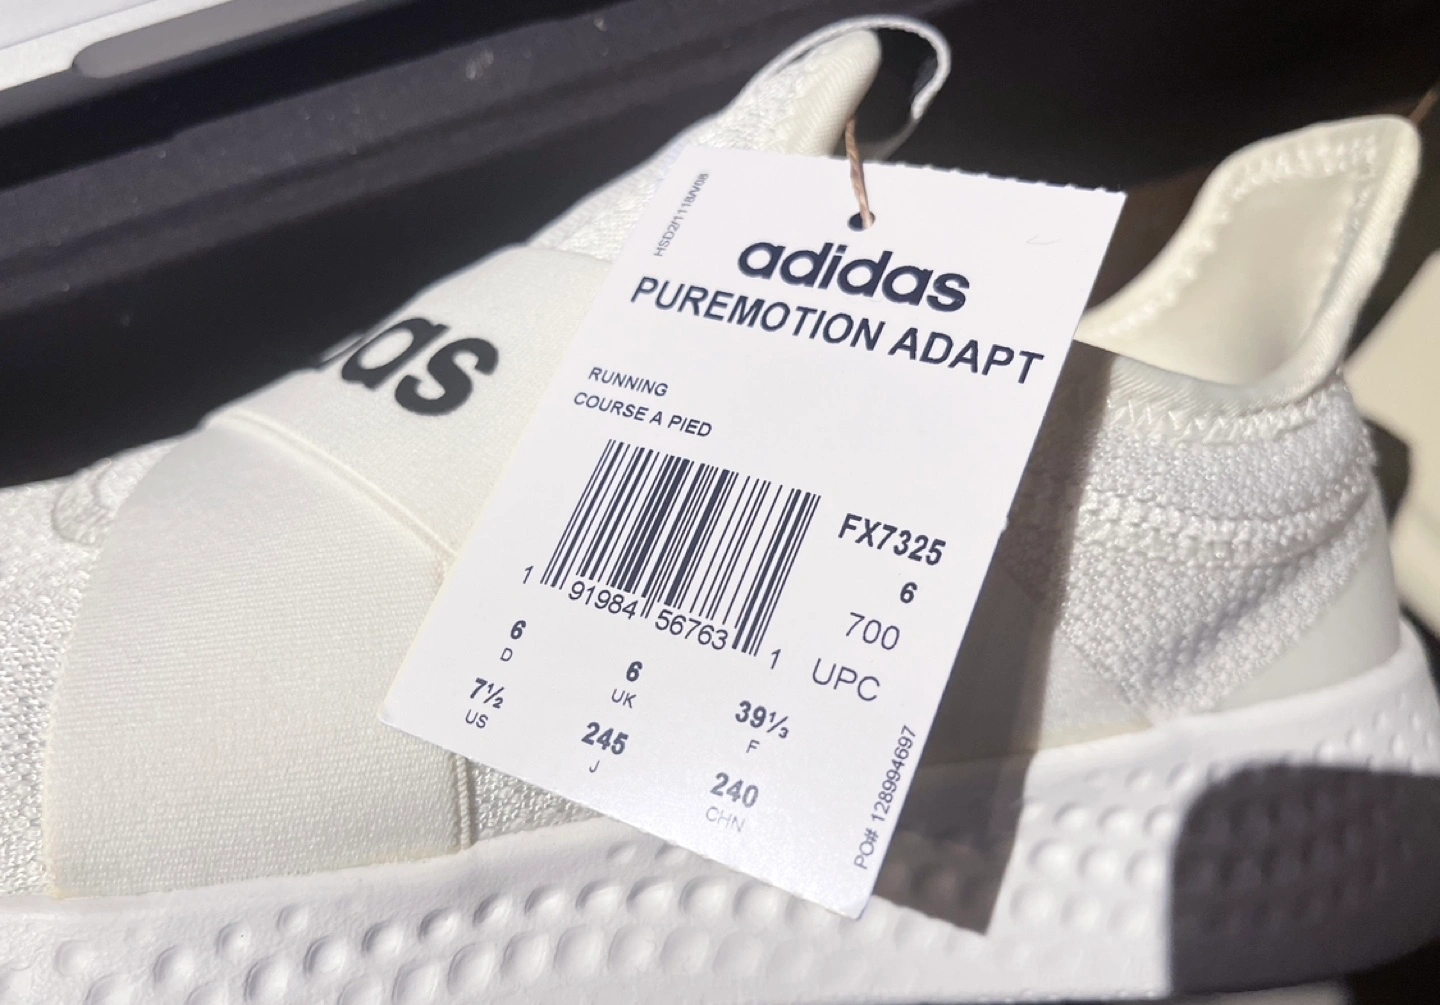 das
HSD2/1118/V08
adidas
PUREMOTION ADAPT
RUNNING
COURSE A PIED
1 91984 56763 1
FX7325
6
700
UPC
6
D
6
UK
39⅓
F
7½
US
245
J
240
CHN
PO# 128994697